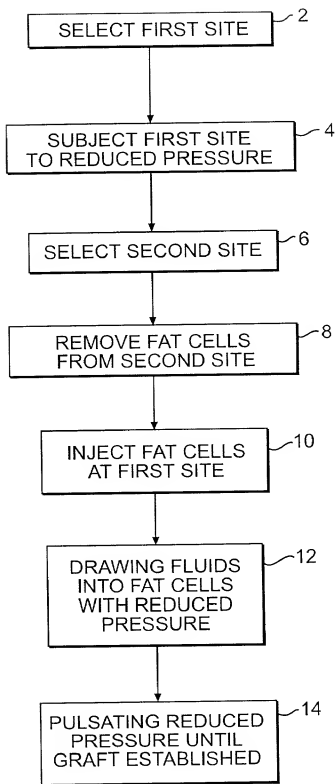 SELECT FIRST SITE
2
SUBJECT FIRST SITE
TO REDUCED PRESSURE
4
SELECT SECOND SITE
6
REMOVE FAT CELLS
FROM SECOND SITE
8
INJECT FAT CELLS
AT FIRST SITE
10
DRAWING FLUIDS
INTO FAT CELLS
WITH REDUCED
PRESSURE
12
PULSATING REDUCED
PRESSURE UNTIL
GRAFT ESTABLISHED
14